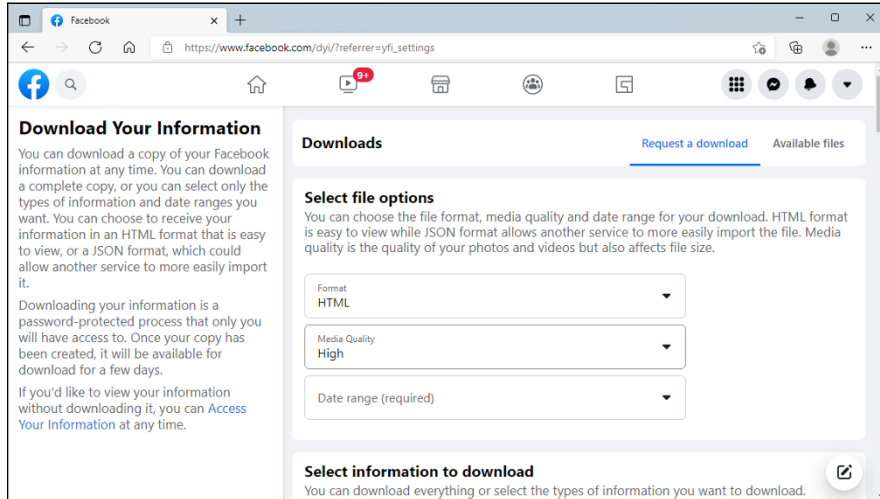 Facebook
https://www.facebook.com/dyi/?referrer=yfi_settings
9+
Download Your Information
You can download a copy of your Facebook
information at any time. You can download
a complete copy, or you can select only the
types of information and date ranges you
want. You can choose to receive your
information in an HTML format that is easy
to view, or a JSON format, which could
allow another service to more easily import
it.
Downloading your information is a
password-protected process that only you
will have access to. Once your copy has
been created, it will be available for
download for a few days.
If you'd like to view your information
without downloading it, you can Access
Your Information at any time.
Downloads
Request a download
Available files
Select file options
You can choose the file format, media quality and date range for your download. HTML format
is easy to view while JSON format allows another service to more easily import the file. Media
quality is the quality of your photos and videos but also affects file size.
Format
HTML
Media Quality
High
Date range (required)
Select information to download
You can download everything or select the types of information you want to download.